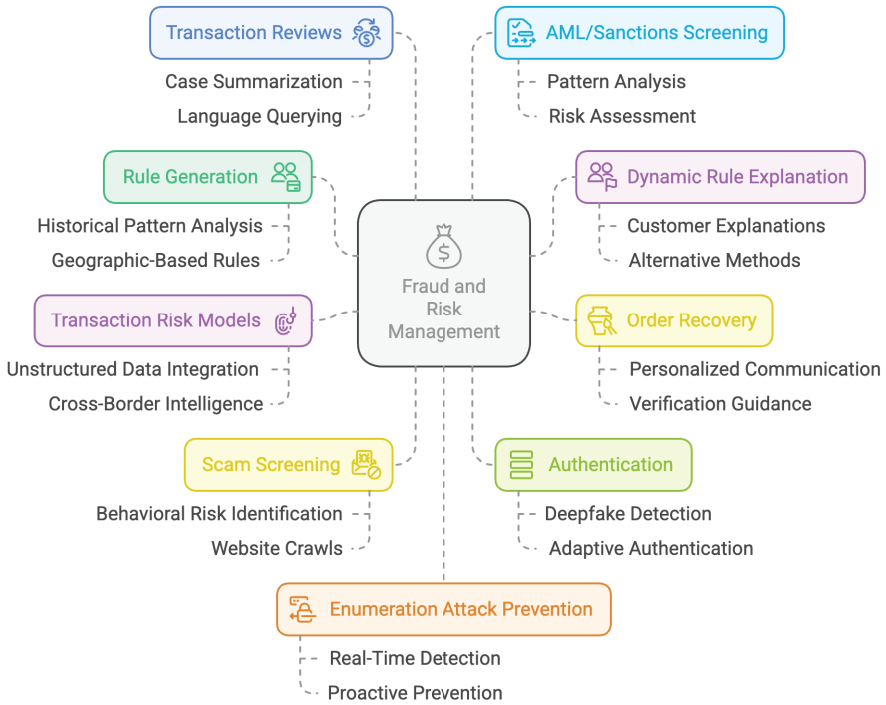 Transaction Reviews
Case Summarization
Language Querying
AML/Sanctions Screening
Pattern Analysis
Risk Assessment
Rule Generation
Historical Pattern Analysis
Geographic-Based Rules
Dynamic Rule Explanation
Customer Explanations
Alternative Methods
Fraud and
Risk
Management
Transaction Risk Models
Unstructured Data Integration
Cross-Border Intelligence
Order Recovery
Personalized Communication
Verification Guidance
Scam Screening
Behavioral Risk Identification
Website Crawls
Authentication
Deepfake Detection
Adaptive Authentication
Enumeration Attack Prevention
Real-Time Detection
Proactive Prevention